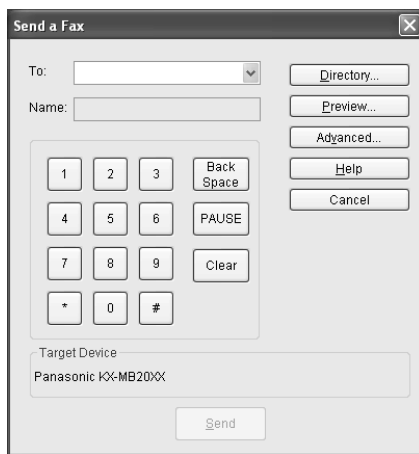 Send a Fax
To:
Directory...
Name:
Preview...
Advanced...
1 2 3 Back Space
Help
4 5 6 PAUSE
Cancel
7 8 9 Clear
* 0 #
Target Device
Panasonic KX-MB20XX
Send